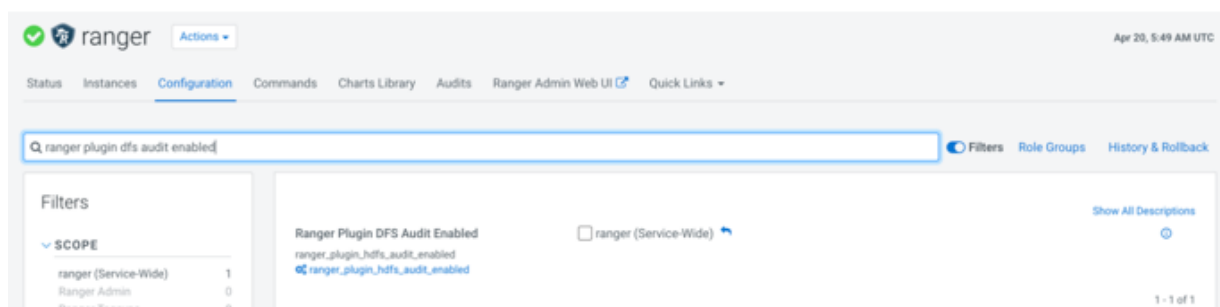 ranger Actions
Apr 20, 5:49 AM UTC
Status Instances Configuration Commands Charts Library Audits Ranger Admin Web UI Quick Links
ranger plugin dfs audit enabled
Filters Role Groups History & Rollback
Filters
SCOPE
ranger (Service-Wide) 1
Ranger Admin 0
Show All Descriptions
Ranger Plugin DFS Audit Enabled
ranger (Service-Wide)
ranger_plugin_hdfs_audit_enabled
ranger_plugin_hdfs_audit_enabled
1 - 1 of 1